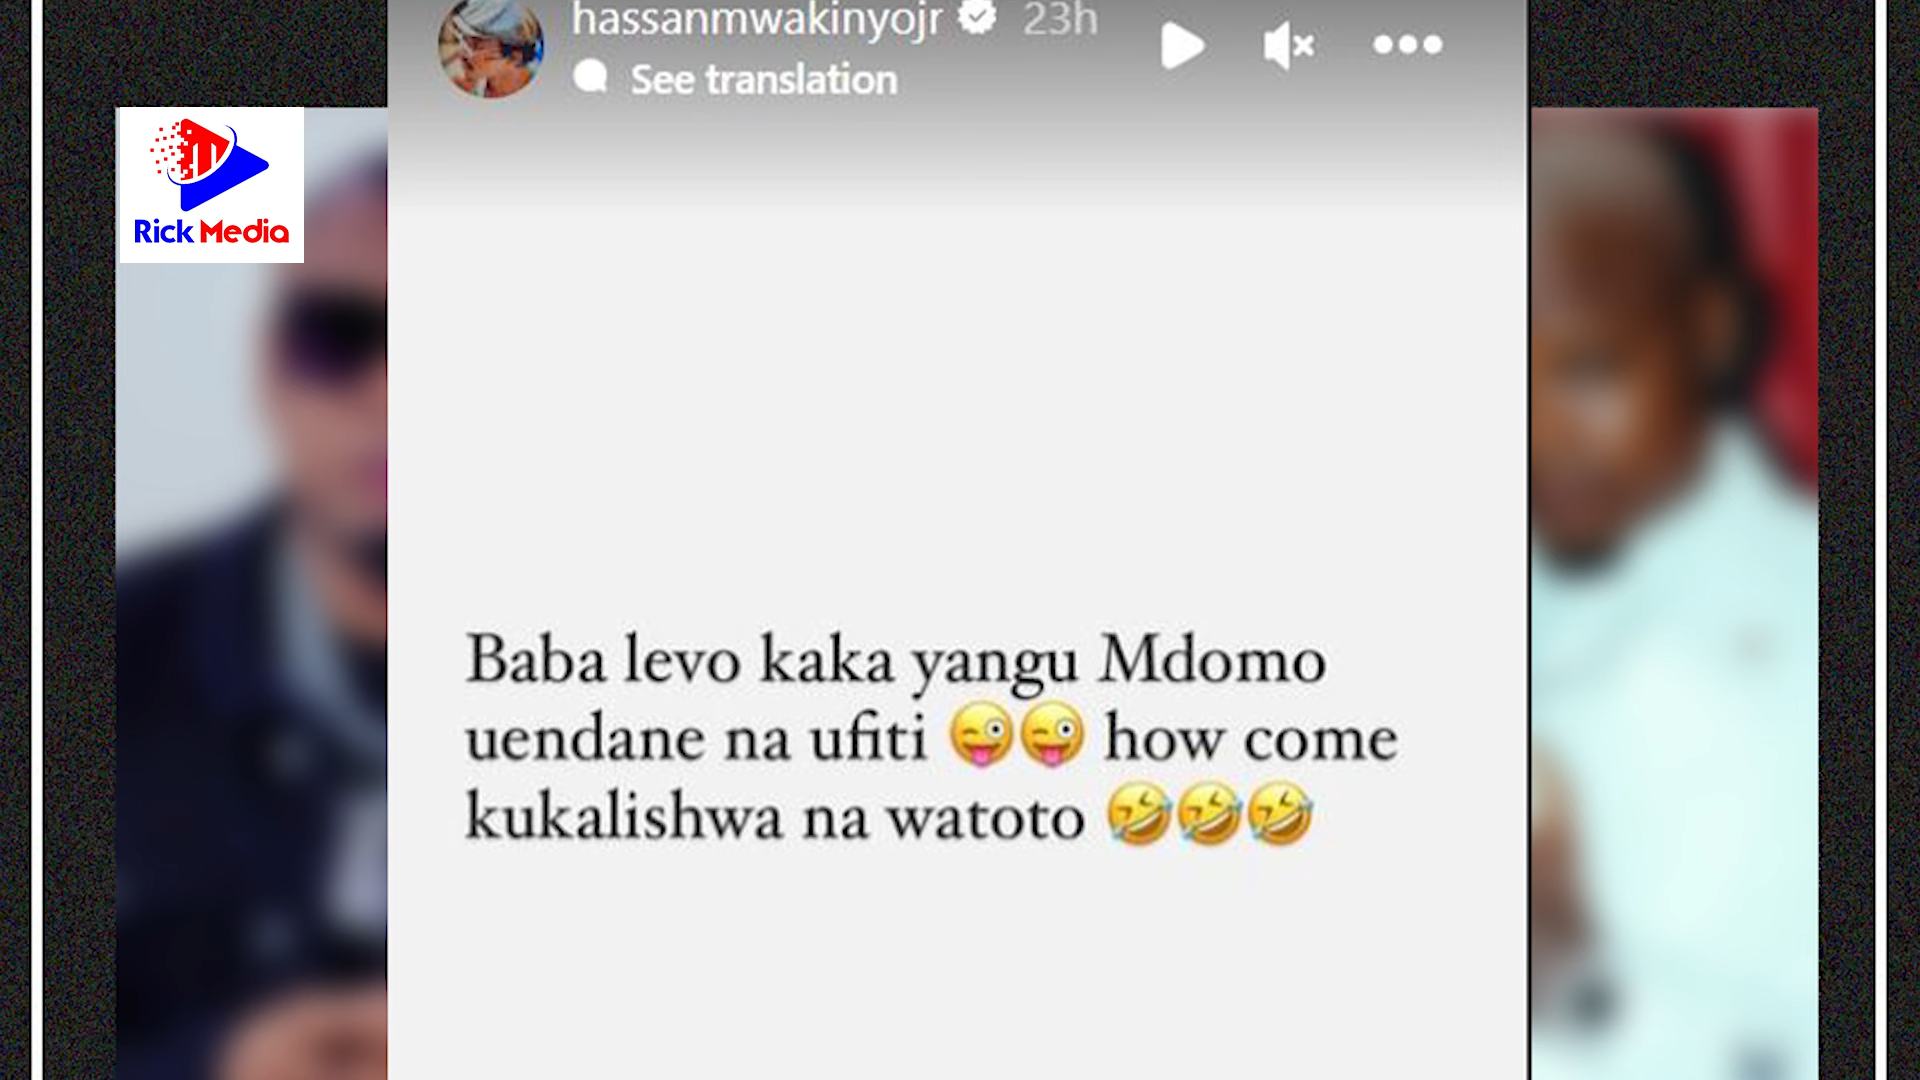 hassanmwakinyojr 23h
See translation
Rick Media
Baba levo kaka yangu Mdomo
uendane na ufiti 😜😜 how come
kukalishwa na watoto 🤣🤣🤣